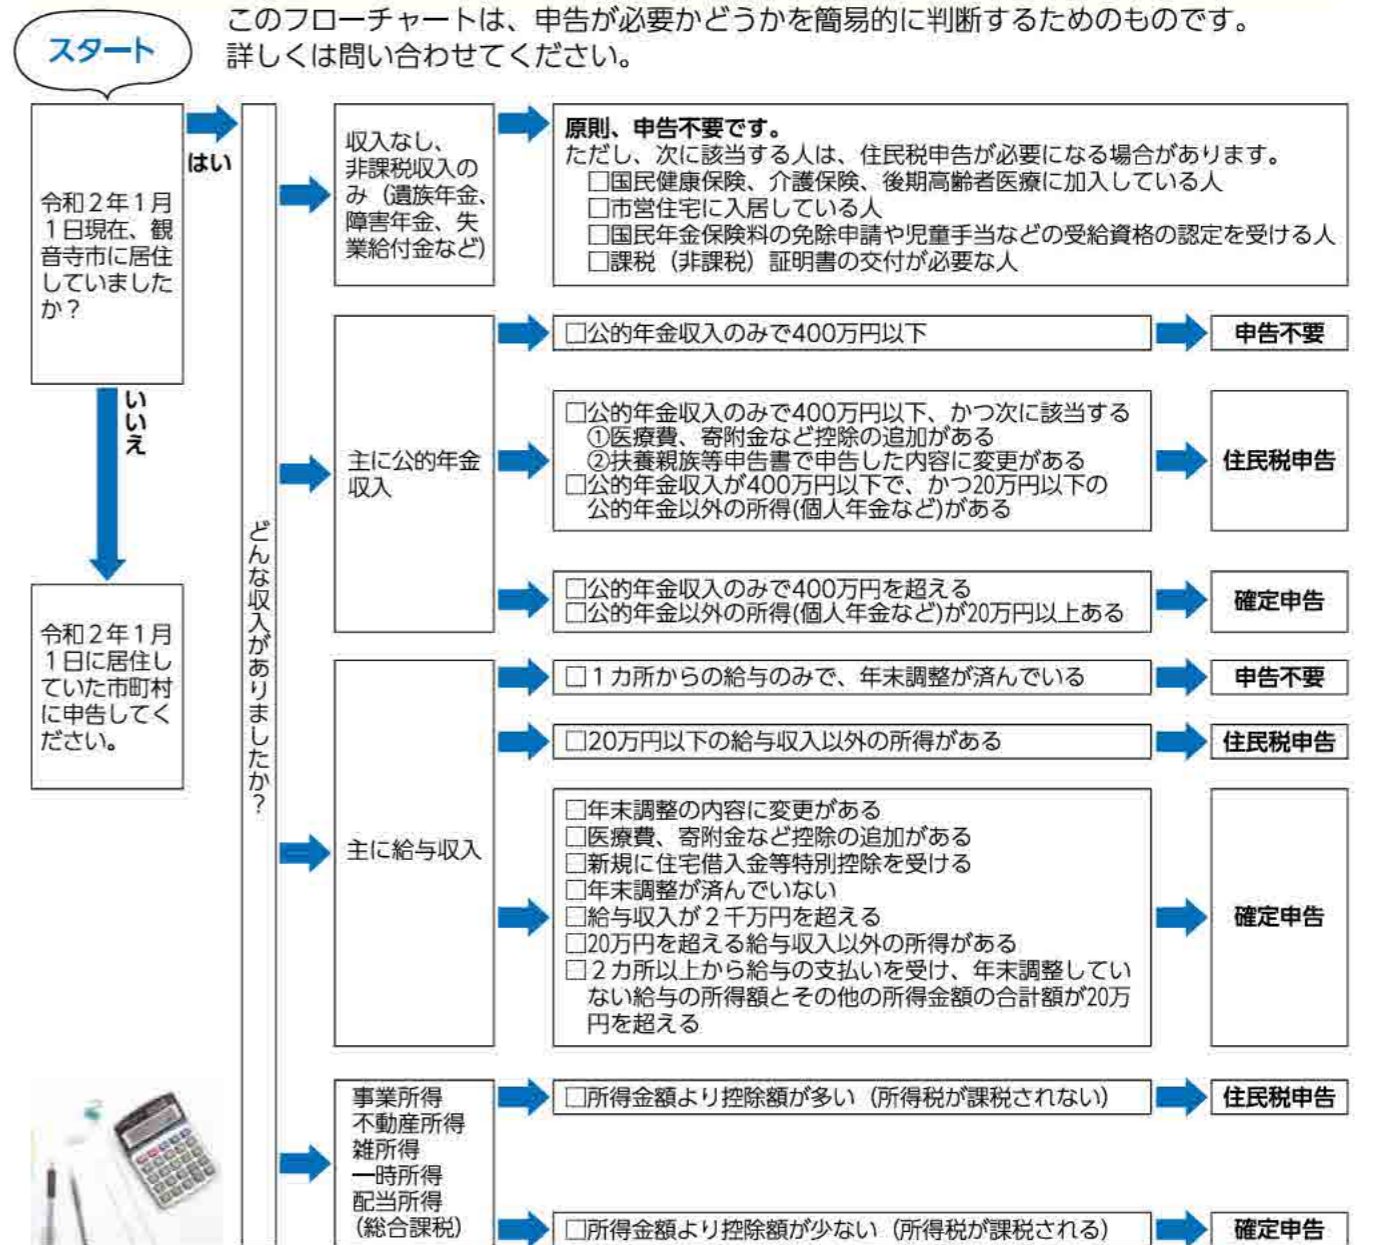 このフローチャートは、申告が必要かどうかを簡易的に判断するためのものです。
詳しくは問い合わせてください。
スタート
令和2年1月
1日現在、観
音寺市に居住
していました
か？
はい
いいえ
令和2年1月
1日に居住し
ていた市町村
に申告してく
ださい。
どんな収入がありましたか？
収入なし、
非課税収入の
み（遺族年金、
障害年金、失
業給付金など）
原則、申告不要です。
ただし、次に該当する人は、住民税申告が必要になる場合があります。
□国民健康保険、介護保険、後期高齢者医療に加入している人
□市営住宅に入居している人
□国民年金保険料の免除申請や児童手当などの受給資格の認定を受ける人
□課税（非課税）証明書の交付が必要な人
主に公的年金
収入
□公的年金収入のみで400万円以下
申告不要
□公的年金収入のみで400万円以下、かつ次に該当する
①医療費、寄附金など控除の追加がある
②扶養親族等申告書で申告した内容に変更がある
□公的年金収入が400万円以下で、かつ20万円以下の
公的年金以外の所得(個人年金など)がある
住民税申告
□公的年金収入のみで400万円を超える
□公的年金以外の所得(個人年金など)が20万円以上ある
確定申告
主に給与収入
□1カ所からの給与のみで、年末調整が済んでいる
申告不要
□20万円以下の給与収入以外の所得がある
住民税申告
□年末調整の内容に変更がある
□医療費、寄附金など控除の追加がある
□新規に住宅借入金等特別控除を受ける
□年末調整が済んでいない
□給与収入が2千万円を超える
□20万円を超える給与収入以外の所得がある
□2カ所以上から給与の支払いを受け、年末調整してい
ない給与の所得額とその他の所得金額の合計額が20万
円を超える
確定申告
事業所得
不動産所得
雑所得
一時所得
配当所得
（総合課税）
□所得金額より控除額が多い（所得税が課税されない）
住民税申告
□所得金額より控除額が少ない（所得税が課税される）
確定申告